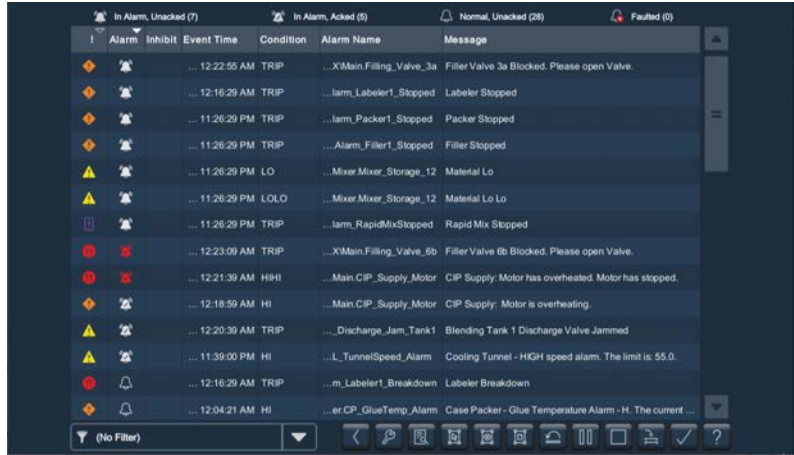 In Alarm, Unacked (7) In Alarm, Acked (5) Normal, Unacked (28) Faulted (0)
! Alarm Inhibit Event Time Condition Alarm Name Message
... 12:22:55 AM TRIP ...X\Main.Filling_Valve_3a Filler Valve 3a Blocked. Please open Valve.
... 12:16:29 AM TRIP ...larm_Labeler1_Stopped Labeler Stopped
... 11:26:29 PM TRIP ...larm_Packer1_Stopped Packer Stopped
... 11:26:29 PM TRIP ...Alarm_Filler1_Stopped Filler Stopped
... 11:26:29 PM LO ...Mixer.Mixer_Storage_12 Material Lo
... 11:26:29 PM LOLO ...Mixer.Mixer_Storage_12 Material Lo Lo
... 11:26:29 PM TRIP ...larm_RapidMixStopped Rapid Mix Stopped
... 12:23:09 AM TRIP ...X\Main.Filling_Valve_6b Filler Valve 6b Blocked. Please open Valve.
... 12:21:39 AM HIHI ...Main.CIP_Supply_Motor CIP Supply: Motor has overheated. Motor has stopped.
... 12:18:59 AM HI ...Main.CIP_Supply_Motor CIP Supply: Motor is overheating.
... 12:20:39 AM TRIP ..._Discharge_Jam_Tank1 Blending Tank 1 Discharge Valve Jammed
... 11:39:00 PM HI ...L_TunnelSpeed_Alarm Cooling Tunnel - HIGH speed alarm. The limit is: 55.0.
... 12:16:29 AM TRIP ...m_Labeler1_Breakdown Labeler Breakdown
... 12:04:21 AM HI ...er.CP_GlueTemp_Alarm Case Packer - Glue Temperature Alarm - H. The current ...
(No Filter) ?